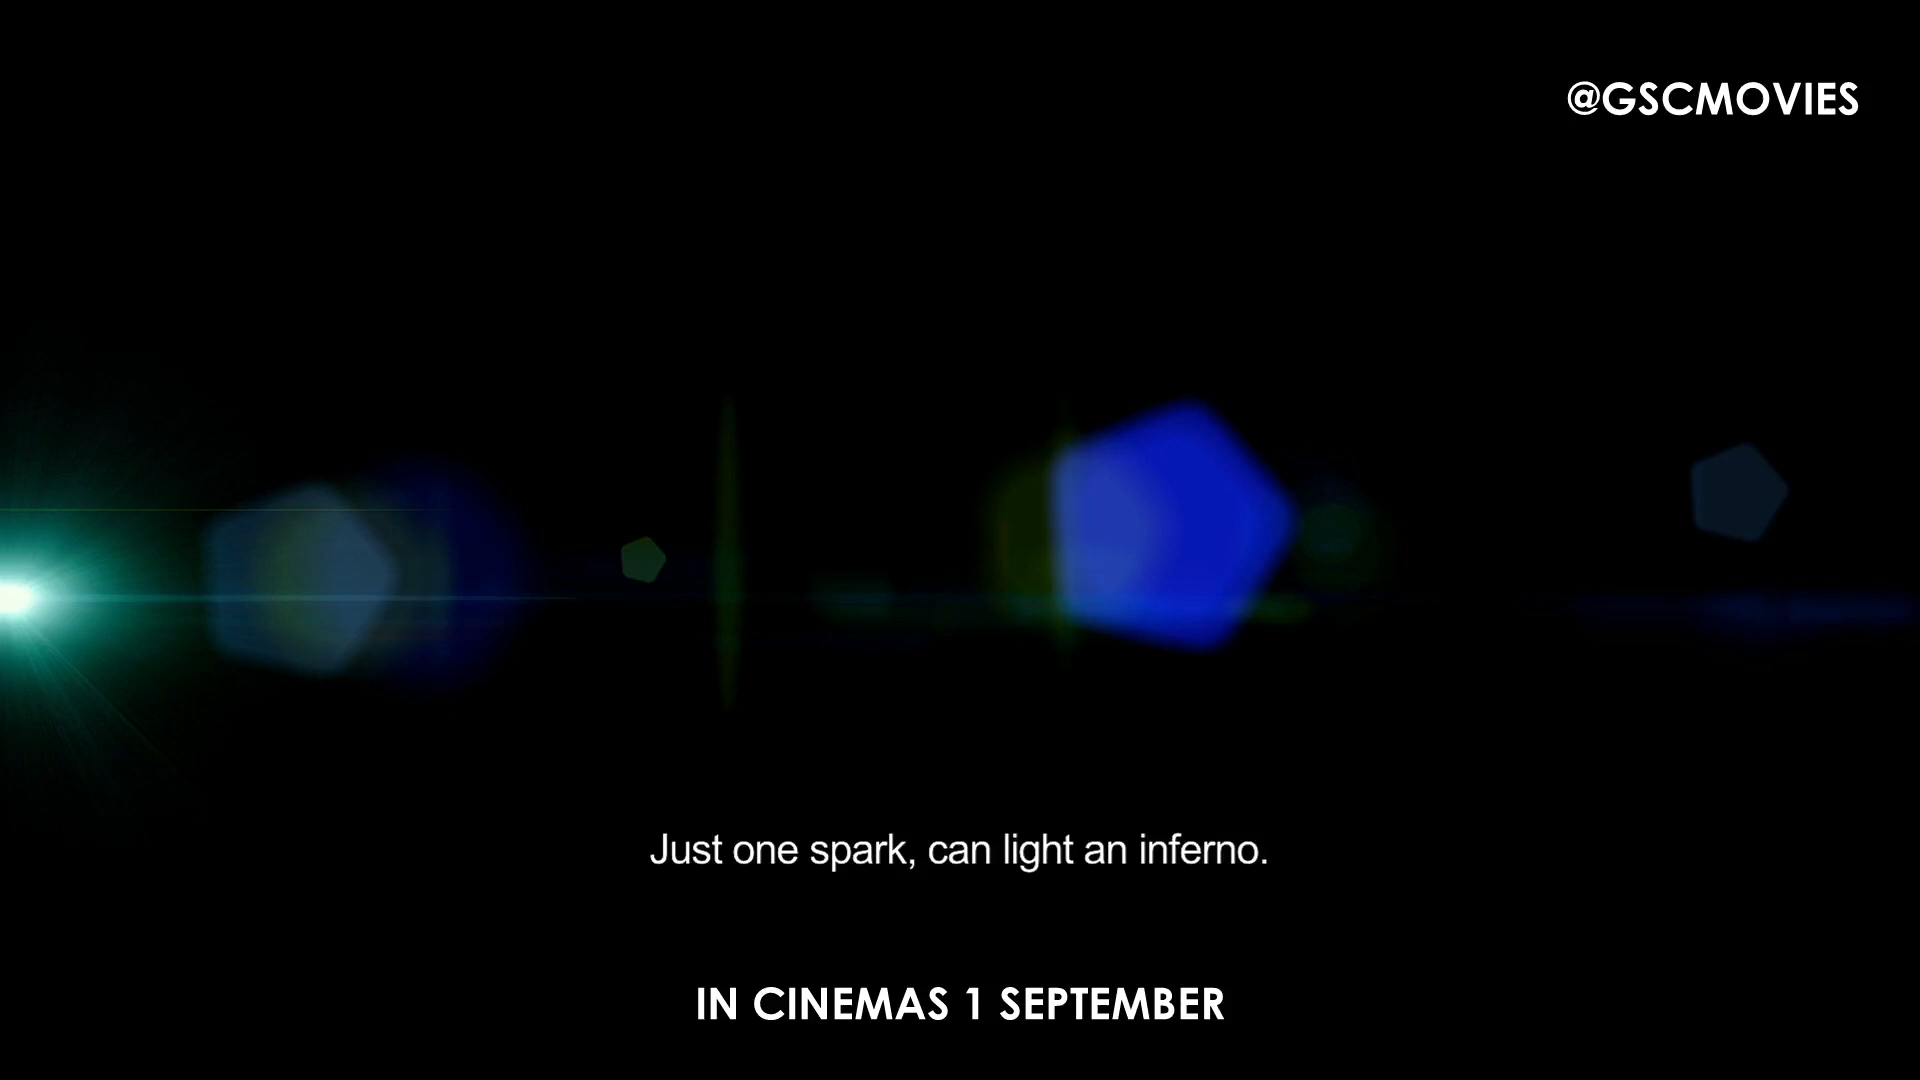 @GSCMOVIES
Just one spark, can light an inferno.
IN CINEMAS 1 SEPTEMBER